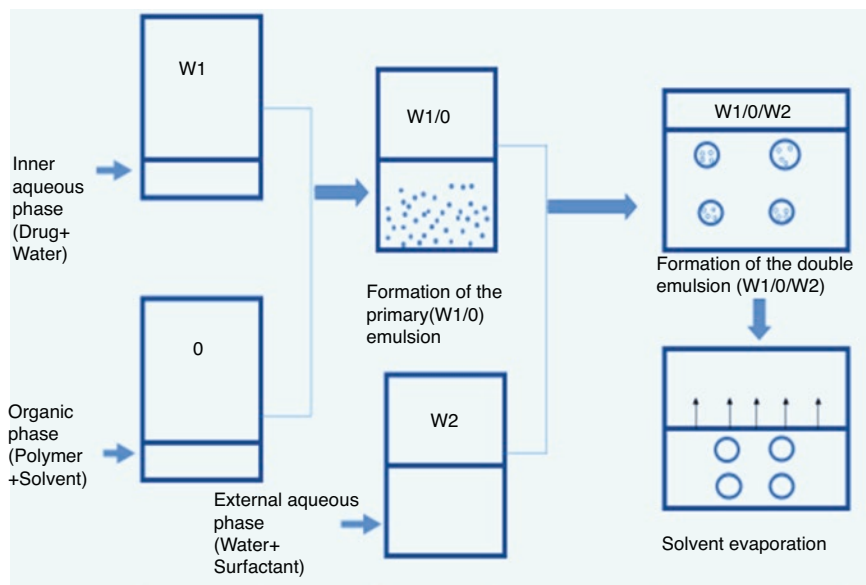 W1
Inner
aqueous
phase
(Drug+
Water)
W1/0
Formation of the
primary(W1/0)
emulsion
0
Organic
phase
(Polymer
+Solvent)
W2
External aqueous
phase
(Water+
Surfactant)
W1/0/W2
Formation of the double
emulsion (W1/0/W2)
Solvent evaporation